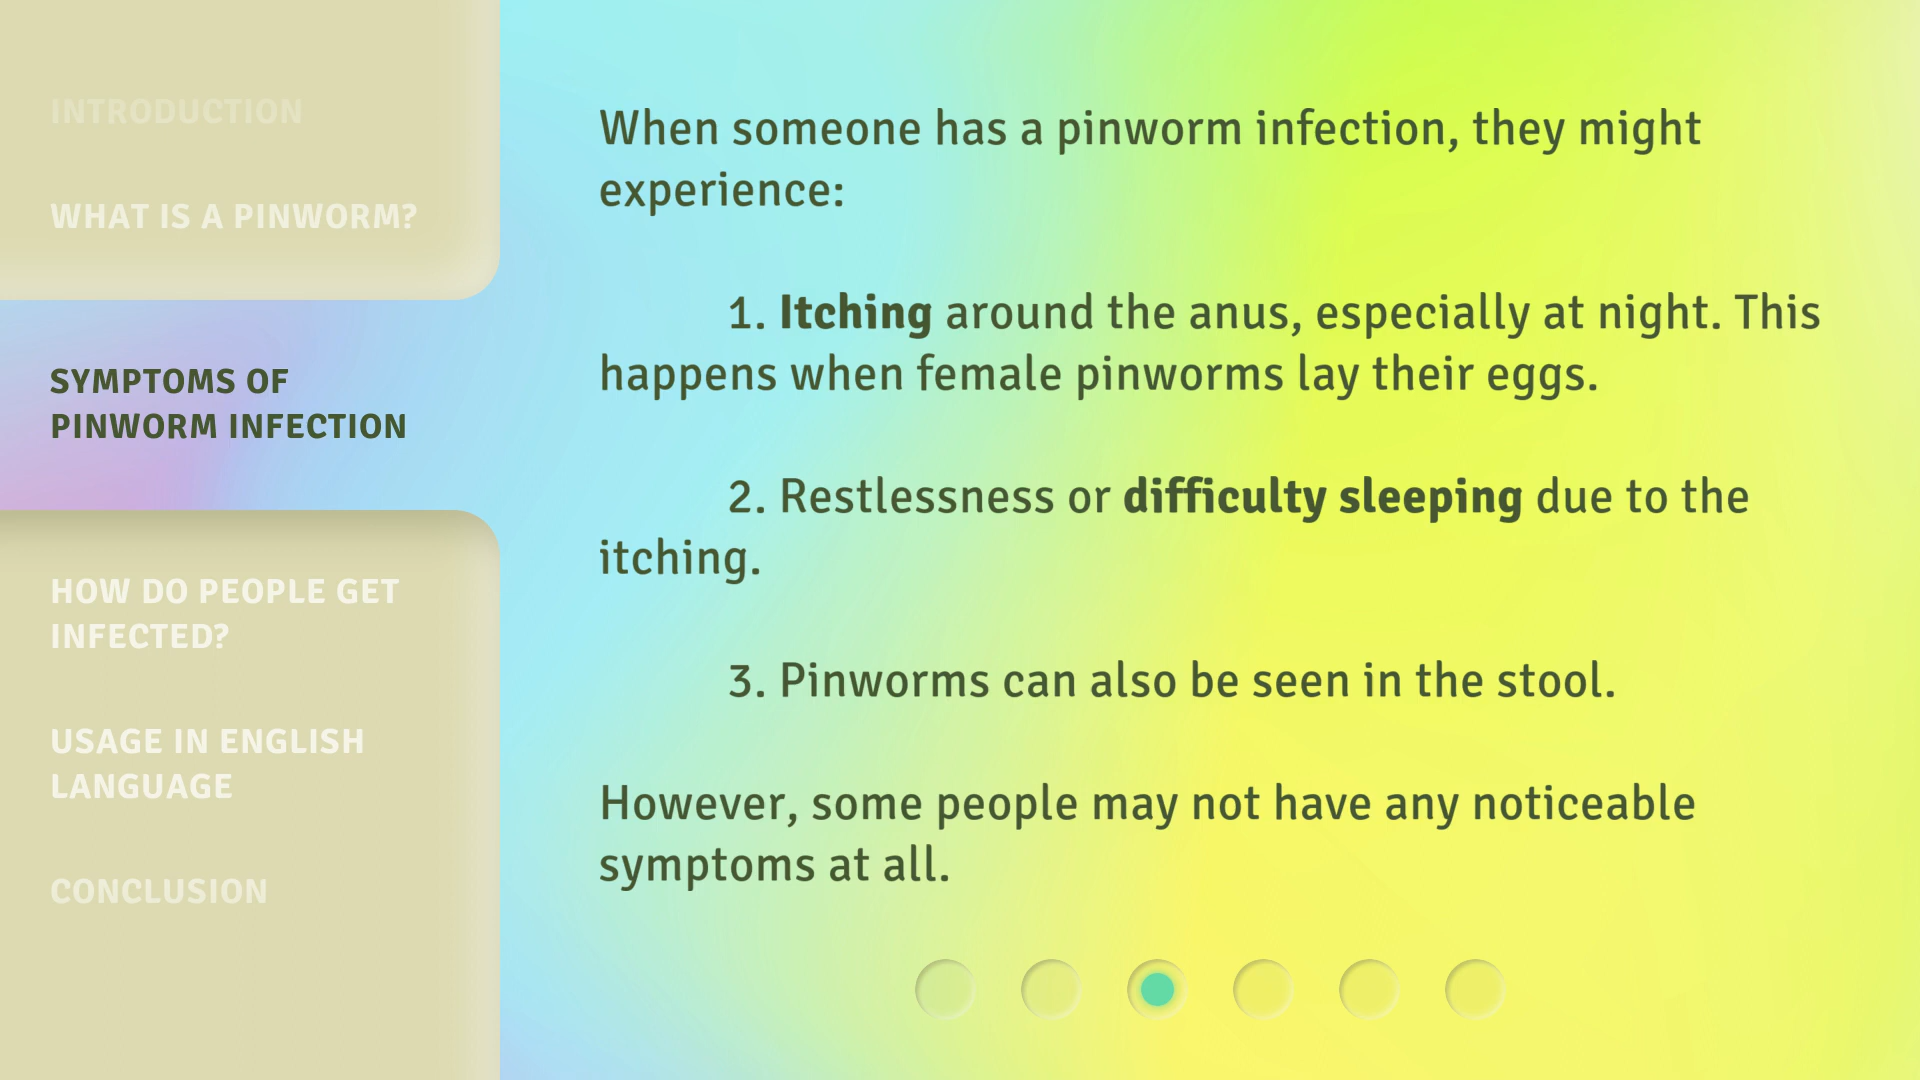 INTRODUCTION
WHAT IS A PINWORM?
SYMPTOMS OF
PINWORM INFECTION
HOW DO PEOPLE GET
INFECTED?
USAGE IN ENGLISH
LANGUAGE
CONCLUSION
When someone has a pinworm infection, they might
experience:
1. Itching around the anus, especially at night. This
happens when female pinworms lay their eggs.
2. Restlessness or difficulty sleeping due to the
itching.
3. Pinworms can also be seen in the stool.
However, some people may not have any noticeable
symptoms at all.